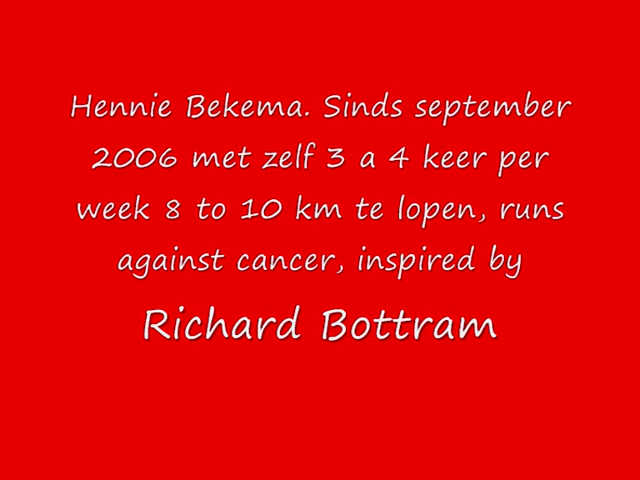 Hennie Bekema. Sinds september
2006 met zelf 3 a 4 keer per
week 8 to 10 km te lopen, runs
against cancer, inspired by
Richard Bottram